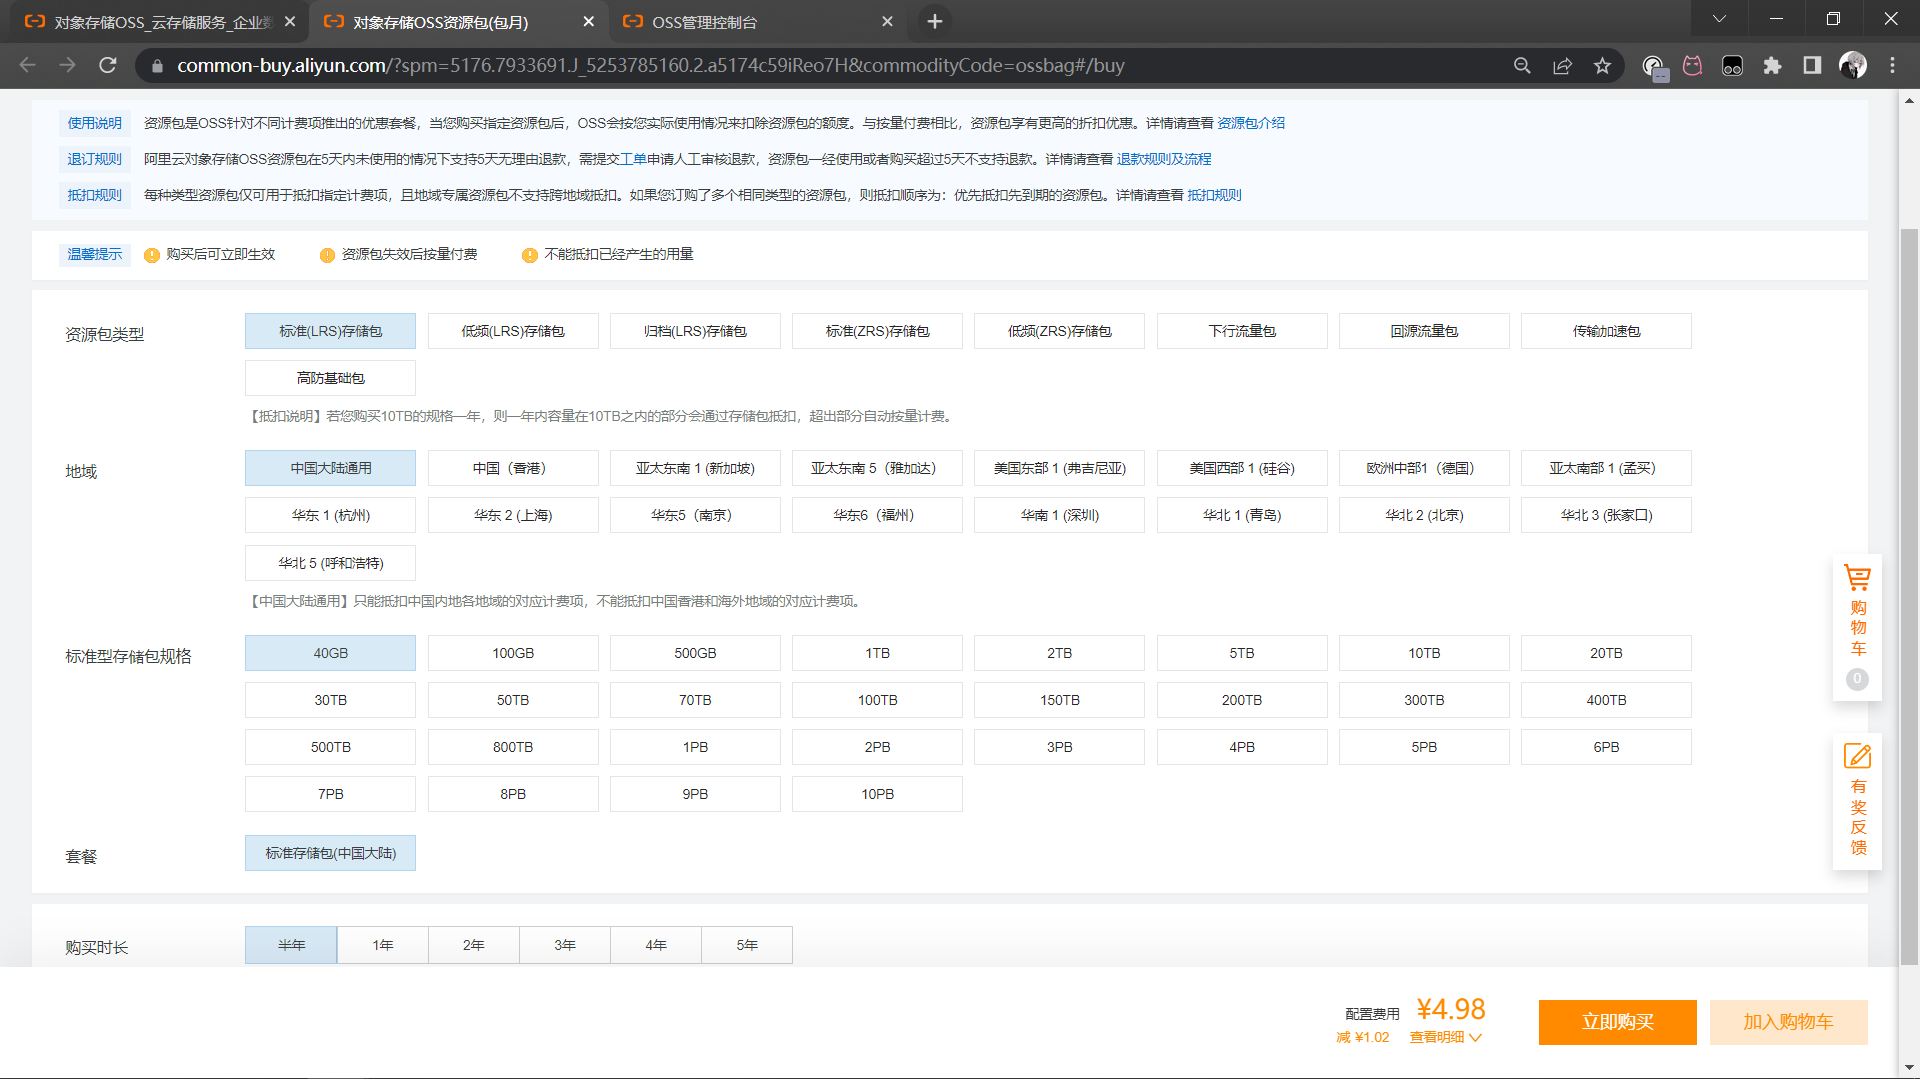 对象存储OSS_云存储服务_企业数
对象存储OSS资源包(包月)
OSS管理控制台
common-buy.aliyun.com/?spm=5176.7933691.J_5253785160.2.a5174c59iReo7H&commodityCode=ossbag#/buy
使用说明 资源包是OSS针对不同计费项推出的优惠套餐，当您购买指定资源包后，OSS会按您实际使用情况来扣除资源包的额度。与按量付费相比，资源包享有更高的折扣优惠。详情请查看 资源包介绍
退订规则 阿里云对象存储OSS资源包在5天内未使用的情况下支持5天无理由退款，需提交工单申请人工审核退款，资源包一经使用或者购买超过5天不支持退款。详情请查看 退款规则及流程
抵扣规则 每种类型资源包仅可用于抵扣指定计费项，且地域专属资源包不支持跨地域抵扣。如果您订购了多个相同类型的资源包，则抵扣顺序为：优先抵扣先到期的资源包。详情请查看 抵扣规则
温馨提示 购买后可立即生效 资源包失效后按量付费 不能抵扣已经产生的用量
资源包类型 标准(LRS)存储包 低频(LRS)存储包 归档(LRS)存储包 标准(ZRS)存储包 低频(ZRS)存储包 下行流量包 回源流量包 传输加速包
高防基础包
【抵扣说明】若您购买10TB的规格一年，则一年内容量在10TB之内的部分会通过存储包抵扣，超出部分自动按量计费。
地域 中国大陆通用 中国（香港） 亚太东南 1 (新加坡) 亚太东南 5（雅加达） 美国东部 1 (弗吉尼亚) 美国西部 1 (硅谷) 欧洲中部1（德国） 亚太南部 1 (孟买)
华东 1 (杭州) 华东 2 (上海) 华东5（南京） 华东6（福州） 华南 1 (深圳) 华北 1 (青岛) 华北 2 (北京) 华北 3 (张家口)
华北 5 (呼和浩特)
【中国大陆通用】只能抵扣中国内地各地域的对应计费项，不能抵扣中国香港和海外地域的对应计费项。
标准型存储包规格 40GB 100GB 500GB 1TB 2TB 5TB 10TB 20TB
30TB 50TB 70TB 100TB 150TB 200TB 300TB 400TB
500TB 800TB 1PB 2PB 3PB 4PB 5PB 6PB
7PB 8PB 9PB 10PB
套餐 标准存储包(中国大陆)
购买时长 半年 1年 2年 3年 4年 5年
购物车
0
有奖反馈
配置费用 ¥4.98
减 ¥1.02 查看明细
立即购买 加入购物车